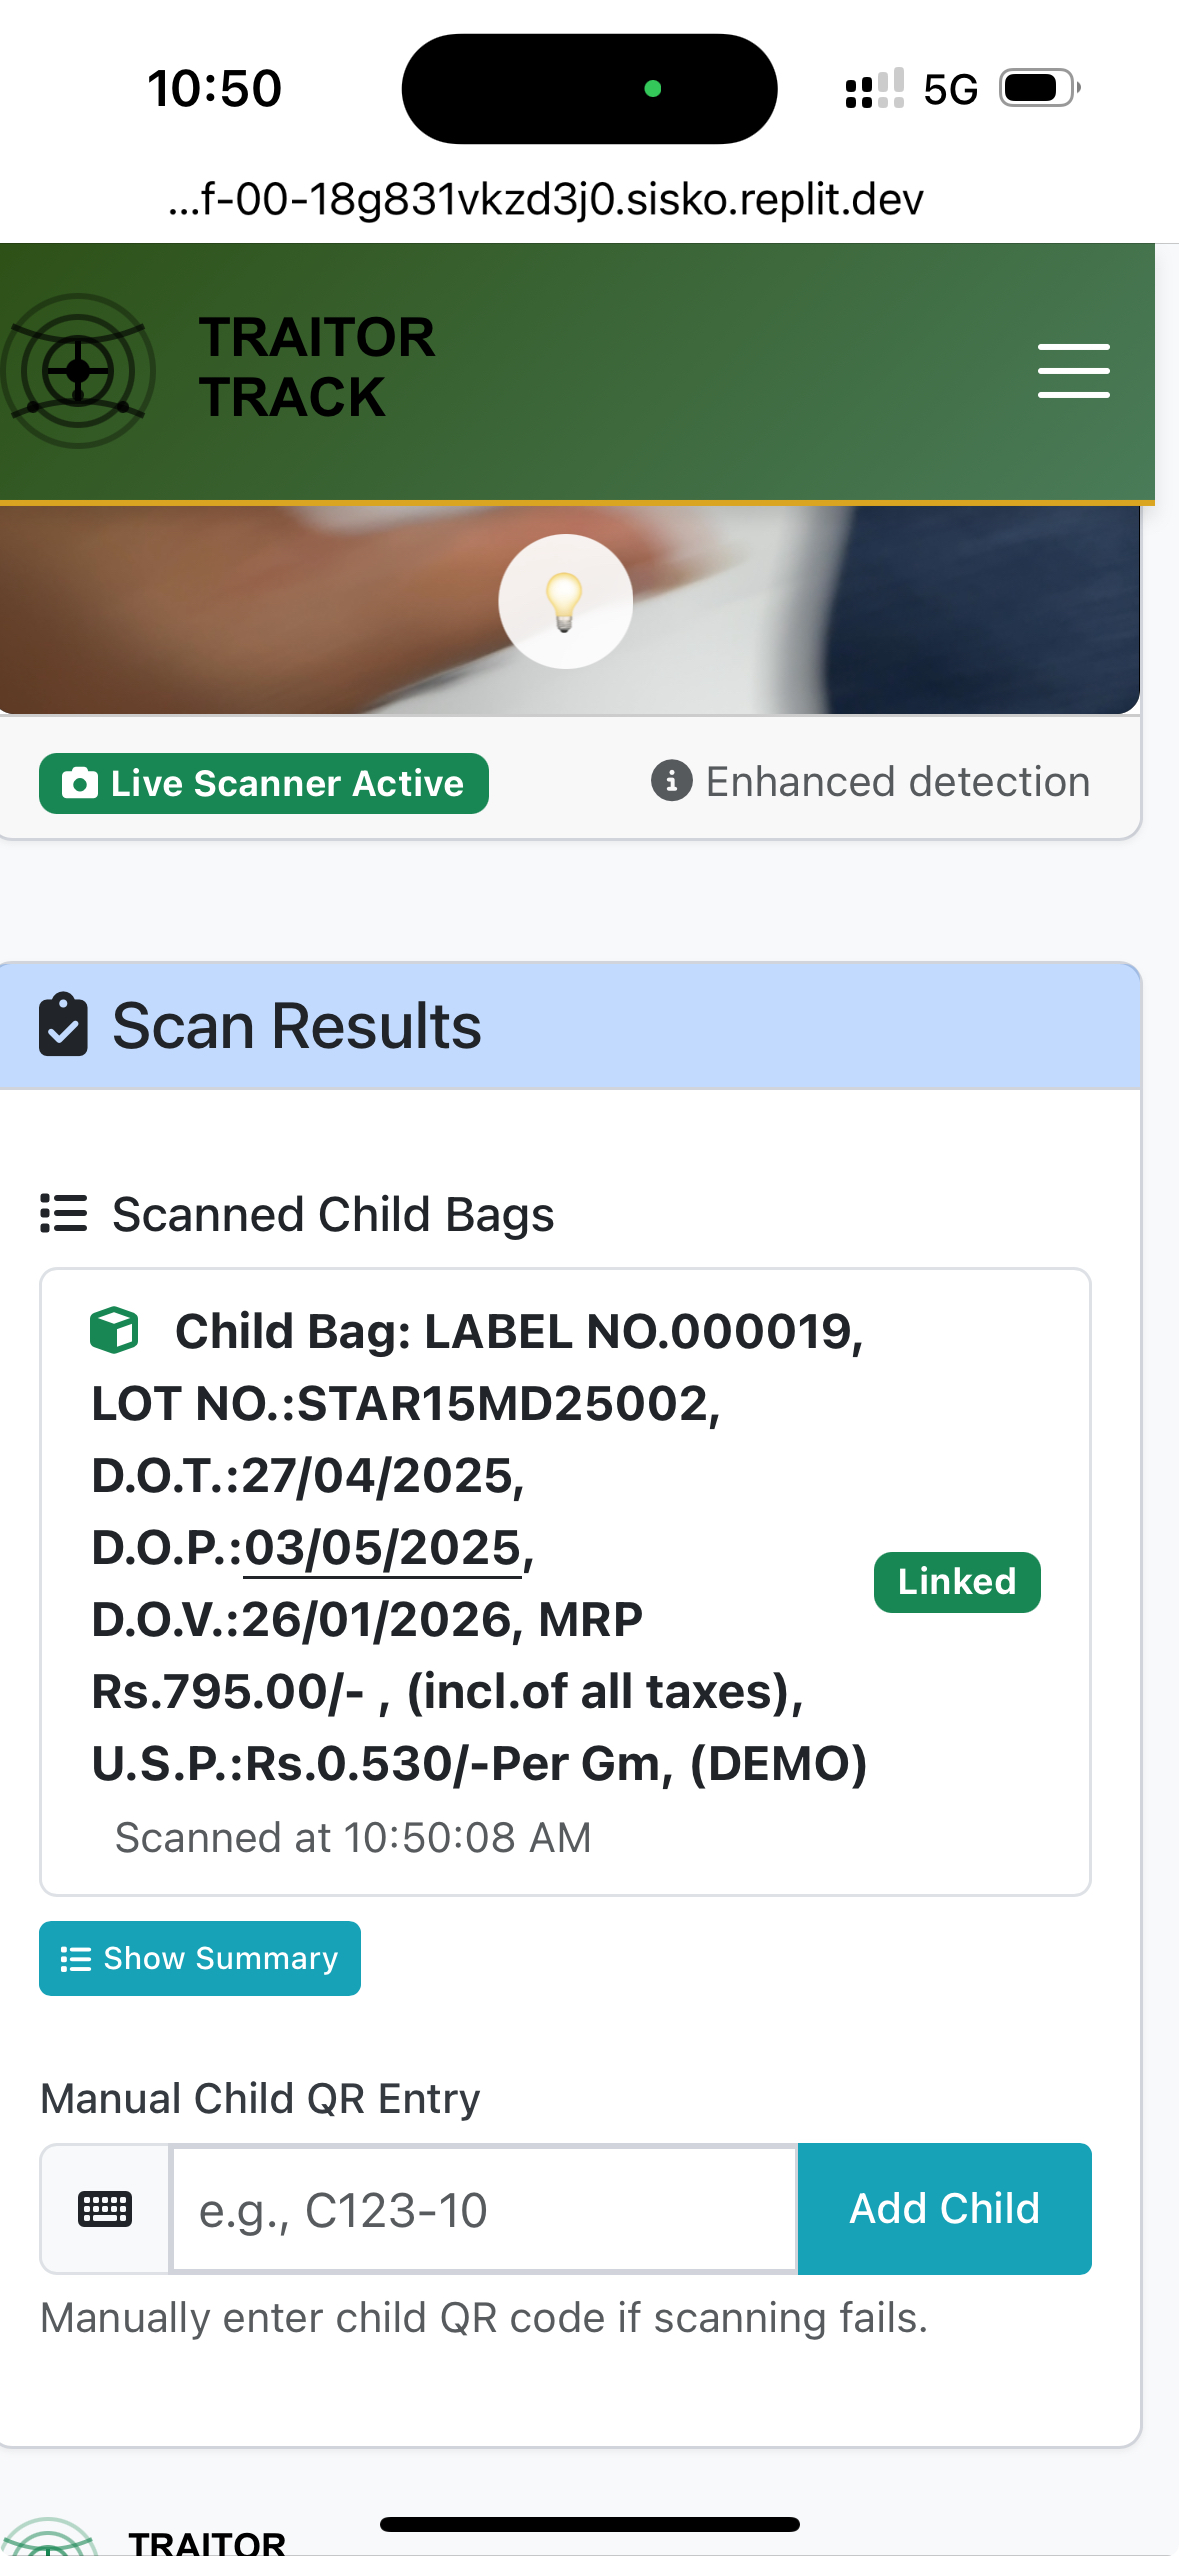 10:50
5G
...f-00-18g831vkzd3j0.sisko.replit.dev
TRAITOR
TRACK
Live Scanner Active
Enhanced detection
Scan Results
Scanned Child Bags
Child Bag: LABEL NO.000019,
LOT NO.:STAR15MD25002,
D.O.T.:27/04/2025,
D.O.P.:03/05/2025,
D.O.V.:26/01/2026, MRP
Rs.795.00/- , (incl.of all taxes),
U.S.P.:Rs.0.530/-Per Gm, (DEMO)
Linked
Scanned at 10:50:08 AM
Show Summary
Manual Child QR Entry
e.g., C123-10
Add Child
Manually enter child QR code if scanning fails.
TRAITOR